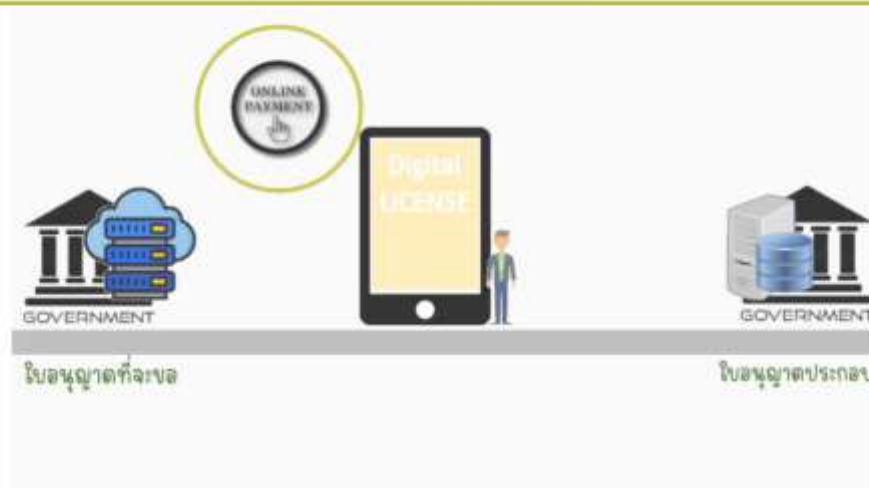 ONLINE
PAYMENT
Digital
LICENSE
GOVERNMENT
GOVERNMENT
ใบอนุญาตที่จะขอ
ใบอนุญาตประกอบ